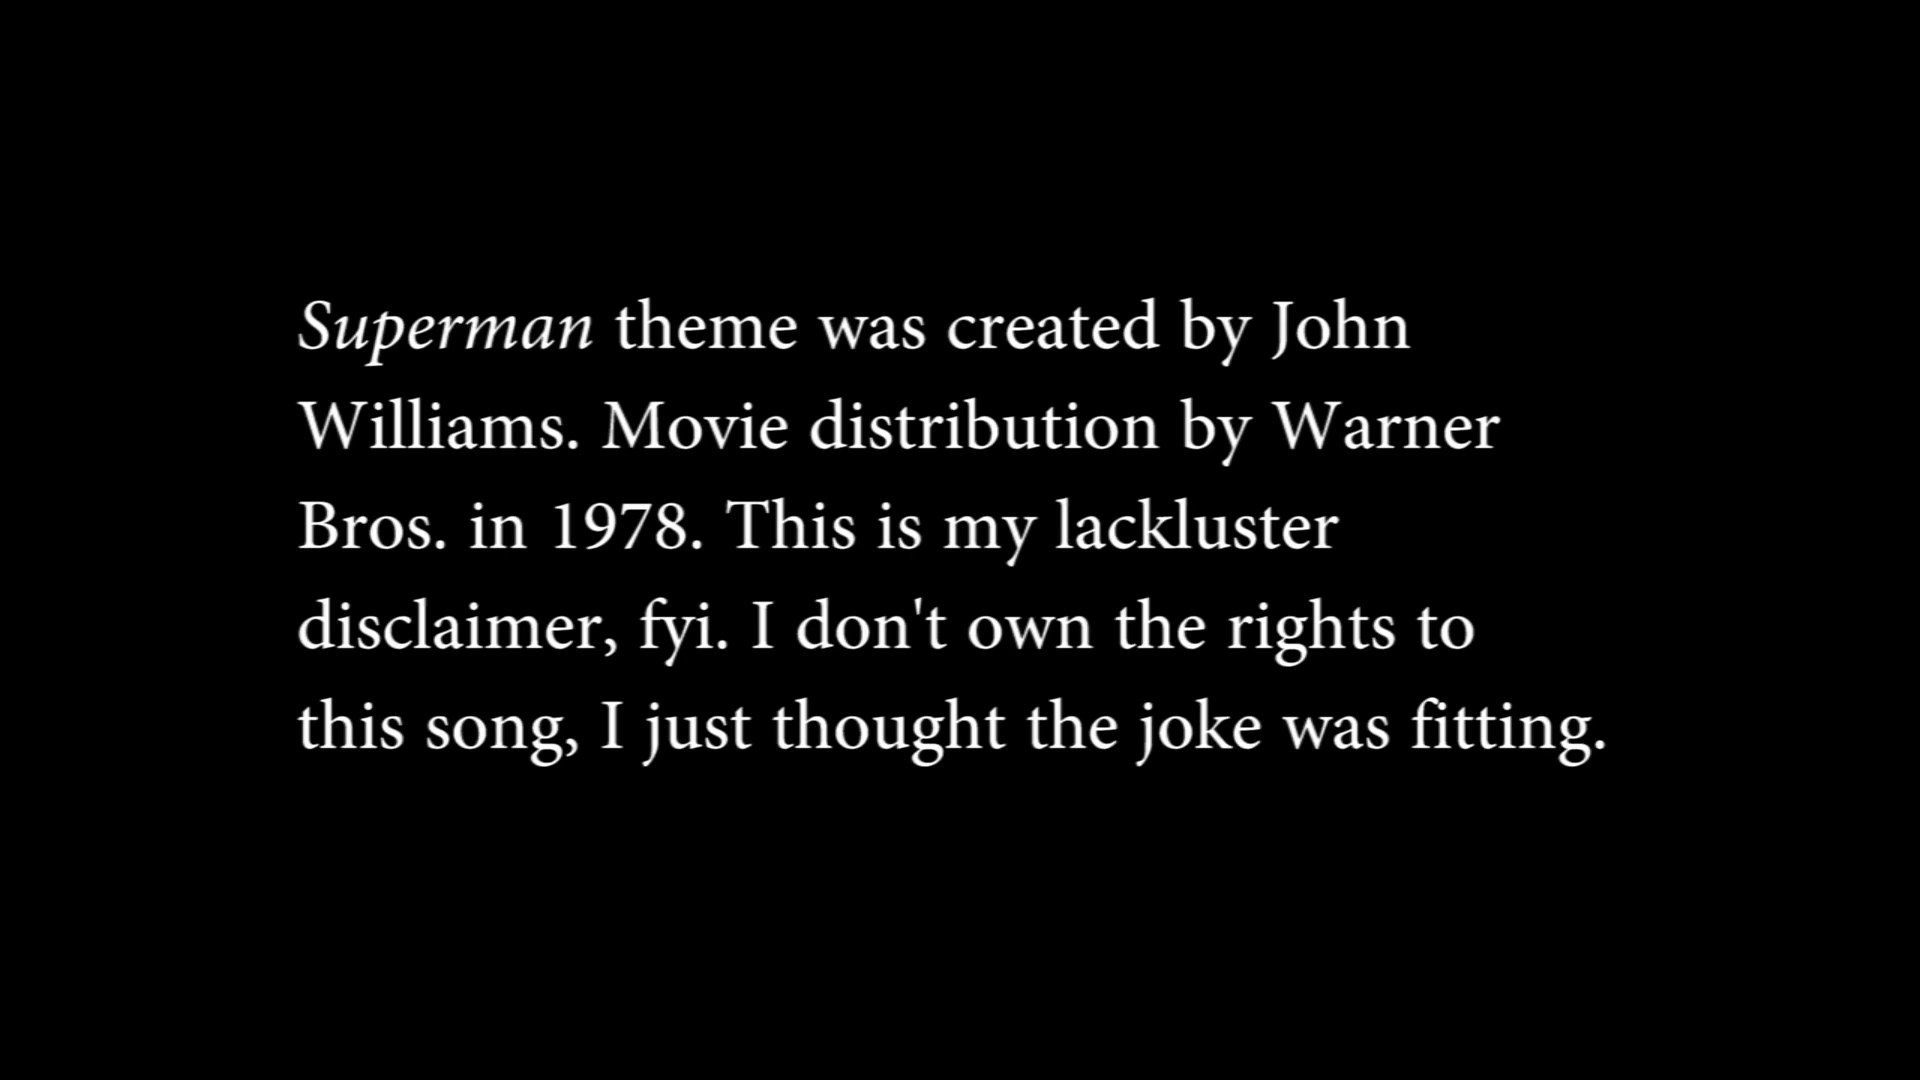 Superman theme was created by John
Williams. Movie distribution by Warner
Bros. in 1978. This is my lackluster
disclaimer, fyi. I don't own the rights to
this song, I just thought the joke was fitting.